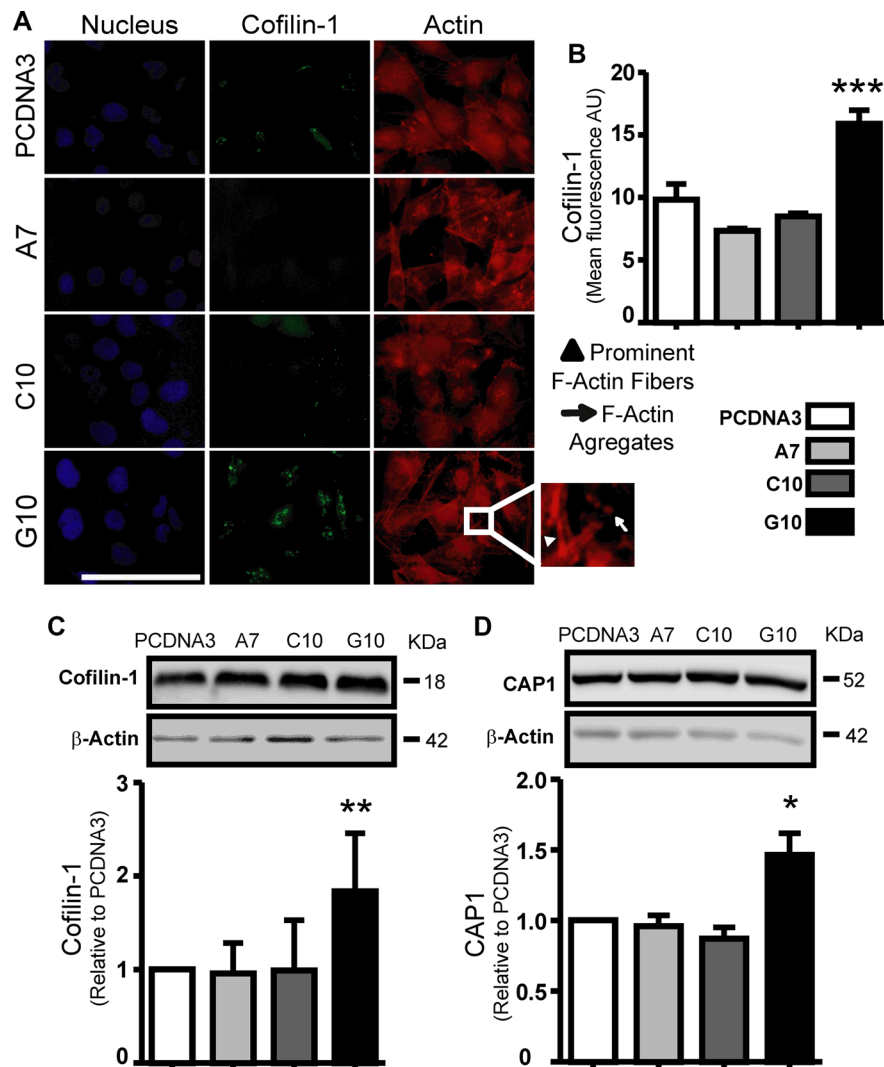 A
Nucleus Cofilin-1 Actin
PCDNA3
A7
C10
G10
B
Cofilin-1
(Mean fluorescence AU)
20
15
10
5
0
***
Prominent
F-Actin Fibers
F-Actin
Agregates
PCDNA3
A7
C10
G10
C
PCDNA3 A7 C10 G10 KDa
Cofilin-1 18
β-Actin 42
Cofilin-1
(Relative to PCDNA3)
3
2
1
0
**
D
PCDNA3 A7 C10 G10 KDa
CAP1 52
β-Actin 42
CAP1
(Relative to PCDNA3)
2.0
1.5
1.0
0.5
0
*